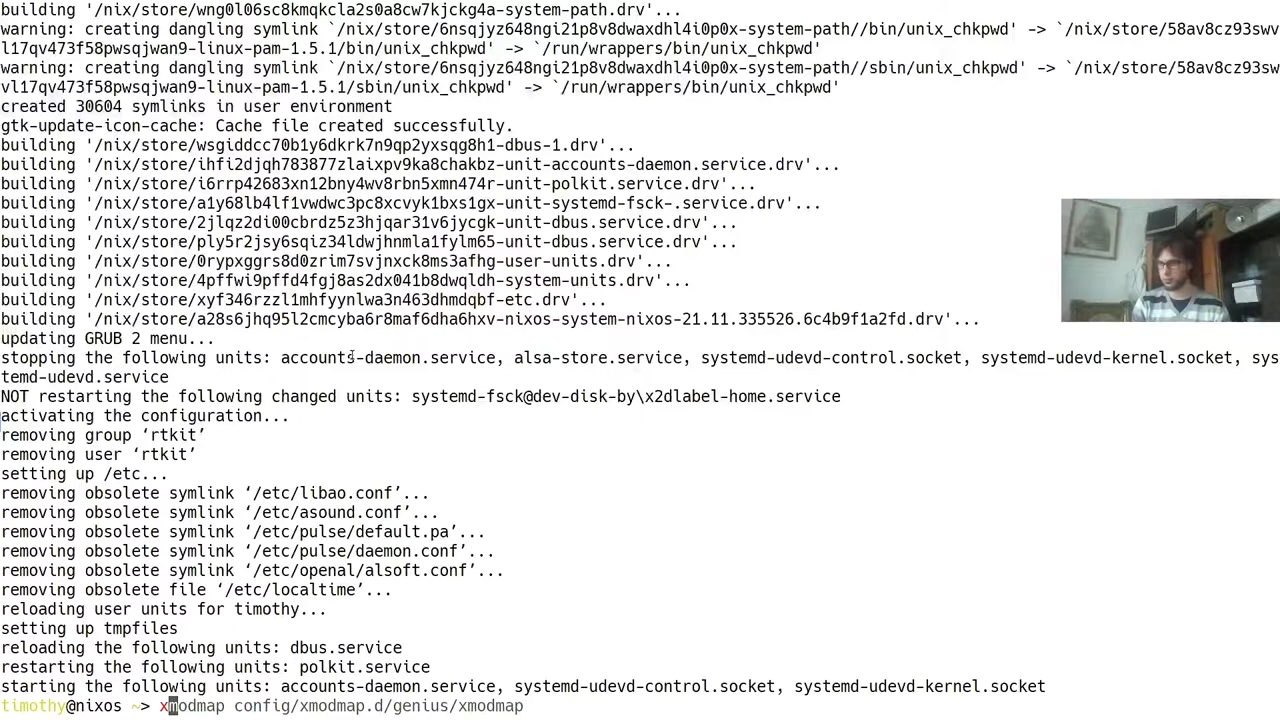 building '/nix/store/wng0l06sc8kmqkcla2s0a8cw7kjckg4a-system-path.drv'...
warning: creating dangling symlink `/nix/store/6nsqjyz648ngi21p8v8dwaxdhl4i0p0x-system-path//bin/unix_chkpwd' -> `/nix/store/58av8cz93swv
l17qv473f58pwsqjwan9-linux-pam-1.5.1/bin/unix_chkpwd' -> `/run/wrappers/bin/unix_chkpwd'
warning: creating dangling symlink `/nix/store/6nsqjyz648ngi21p8v8dwaxdhl4i0p0x-system-path//sbin/unix_chkpwd' -> `/nix/store/58av8cz93sw
vl17qv473f58pwsqjwan9-linux-pam-1.5.1/sbin/unix_chkpwd' -> `/run/wrappers/bin/unix_chkpwd'
created 30604 symlinks in user environment
gtk-update-icon-cache: Cache file created successfully.
building '/nix/store/wsgiddcc70b1y6dkrk7n9qp2yxsqg8h1-dbus-1.drv'...
building '/nix/store/ihfi2djqh783877zlaixpv9ka8chakbz-unit-accounts-daemon.service.drv'...
building '/nix/store/i6rrp42683xn12bny4wv8rbn5xmn474r-unit-polkit.service.drv'...
building '/nix/store/a1y68lb4lf1vwdwc3pc8xcvyk1bxs1gx-unit-systemd-fsck-.service.drv'...
building '/nix/store/2jlqz2di00cbrdz5z3hjqar31v6jycgk-unit-dbus.service.drv'...
building '/nix/store/ply5r2jsy6sqiz34ldwjhnmla1fylm65-unit-dbus.service.drv'...
building '/nix/store/0rypxggrs8d0zrim7svjnxck8ms3afhg-user-units.drv'...
building '/nix/store/4pffwi9pffd4fgj8as2dx041b8dwqldh-system-units.drv'...
building '/nix/store/xyf346rzzl1mhfyynlwa3n463dhmdqbf-etc.drv'...
building '/nix/store/a28s6jhq95l2cmcyba6r8maf6dha6hxv-nixos-system-nixos-21.11.335526.6c4b9f1a2fd.drv'...
updating GRUB 2 menu...
stopping the following units: accounts-daemon.service, alsa-store.service, systemd-udevd-control.socket, systemd-udevd-kernel.socket, sys
temd-udevd.service
NOT restarting the following changed units: systemd-fsck@dev-disk-by\x2dlabel-home.service
activating the configuration...
removing group ‘rtkit’
removing user ‘rtkit’
setting up /etc...
removing obsolete symlink ‘/etc/libao.conf’...
removing obsolete symlink ‘/etc/asound.conf’...
removing obsolete symlink ‘/etc/pulse/default.pa’...
removing obsolete symlink ‘/etc/pulse/daemon.conf’...
removing obsolete symlink ‘/etc/openal/alsoft.conf’...
removing obsolete file ‘/etc/localtime’...
reloading user units for timothy...
setting up tmpfiles
reloading the following units: dbus.service
restarting the following units: polkit.service
starting the following units: accounts-daemon.service, systemd-udevd-control.socket, systemd-udevd-kernel.socket
timothy@nixos ~> xmodmap config/xmodmap.d/genius/xmodmap